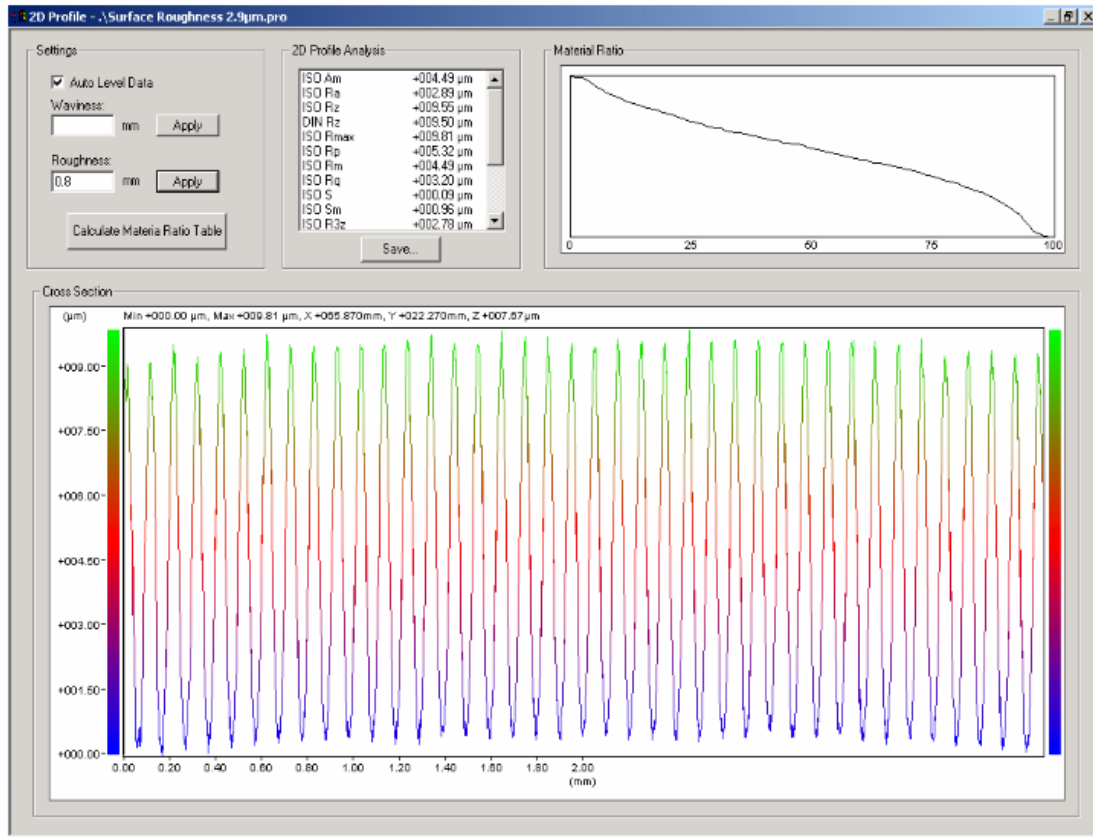 2D Profile - .\Surface Roughness 2.9µm.pro
Settings
Auto Level Data
Waviness:
mm Apply
Roughness:
0.8 mm Apply
Calculate Materia Ratio Table
2D Profile Analysis
ISO Am +004.49 µm
ISO Ra +002.89 µm
ISO Rz +009.55 µm
DIN Rz +009.50 µm
ISO Rmax +009.81 µm
ISO Rp +005.32 µm
ISO Rm +004.49 µm
ISO Rq +003.20 µm
ISO S +000.09 µm
ISO Sm +000.96 µm
ISO R3z +002.78 µm
Save...
Material Ratio
0 25 50 75 100
Cross Section
(µm) Min +000.00 µm, Max +009.81 µm, X +055.870mm, Y +022.270mm, Z +007.57µm
+009.00
+007.50
+006.00
+004.50
+003.00
+001.50
+000.00
0.00 0.20 0.40 0.60 0.80 1.00 1.20 1.40 1.60 1.80 2.00
(mm)